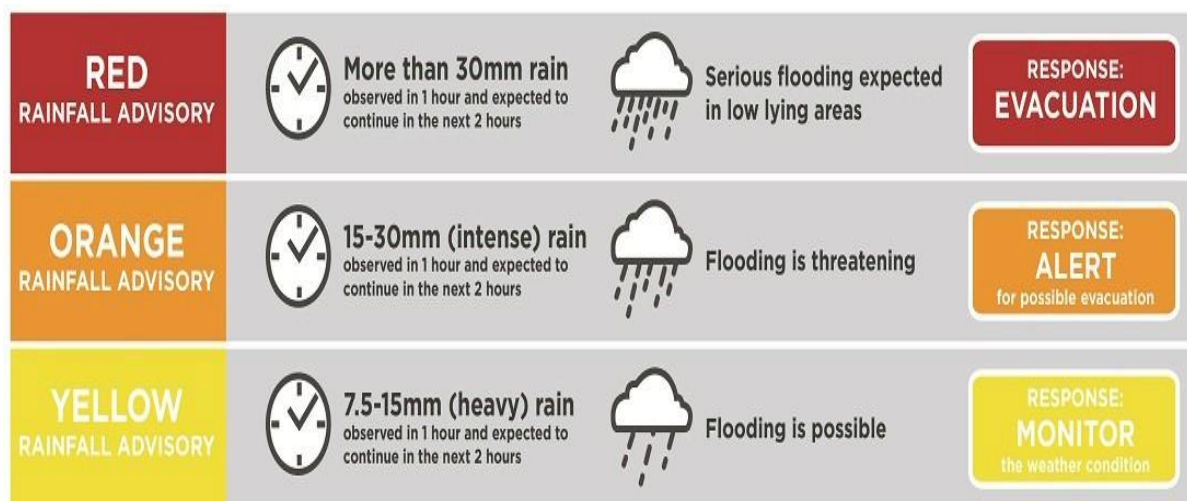 RED
RAINFALL ADVISORY
More than 30mm rain
observed in 1 hour and expected to
continue in the next 2 hours
Serious flooding expected
in low lying areas
RESPONSE:
EVACUATION
ORANGE
RAINFALL ADVISORY
15-30mm (intense) rain
observed in 1 hour and expected to
continue in the next 2 hours
Flooding is threatening
RESPONSE:
ALERT
for possible evacuation
YELLOW
RAINFALL ADVISORY
7.5-15mm (heavy) rain
observed in 1 hour and expected to
continue in the next 2 hours
Flooding is possible
RESPONSE:
MONITOR
the weather condition